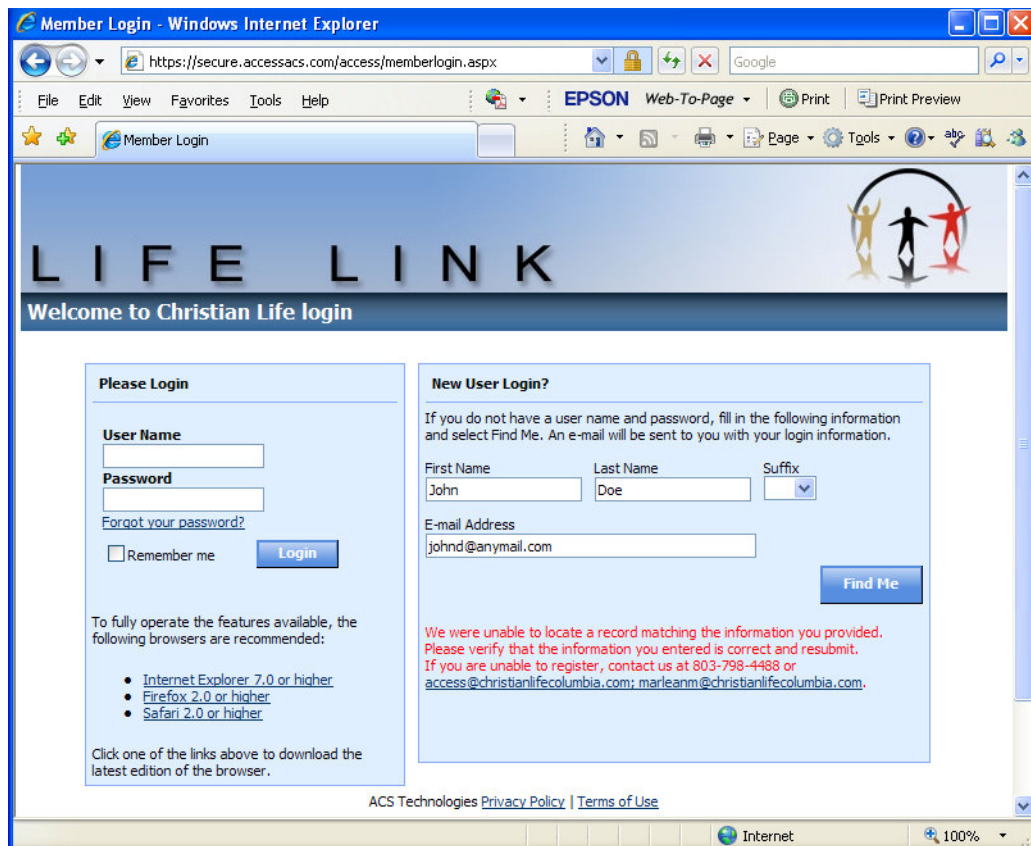 Member Login - Windows Internet Explorer
https://secure.accessacs.com/access/memberlogin.aspx
Google
File Edit View Favorites Tools Help
EPSON Web-To-Page Print Print Preview
Member Login
Page Tools
LIFE LINK
Welcome to Christian Life login
Please Login
User Name
Password
Forgot your password?
Remember me
Login
To fully operate the features available, the
following browsers are recommended:
Internet Explorer 7.0 or higher
Firefox 2.0 or higher
Safari 2.0 or higher
Click one of the links above to download the
latest edition of the browser.
New User Login?
If you do not have a user name and password, fill in the following information
and select Find Me. An e-mail will be sent to you with your login information.
First Name Last Name Suffix
John Doe
E-mail Address
johnd@anymail.com
Find Me
We were unable to locate a record matching the information you provided.
Please verify that the information you entered is correct and resubmit.
If you are unable to register, contact us at 803-798-4488 or
access@christianlifecolumbia.com; marleanm@christianlifecolumbia.com.
ACS Technologies Privacy Policy | Terms of Use
Internet 100%